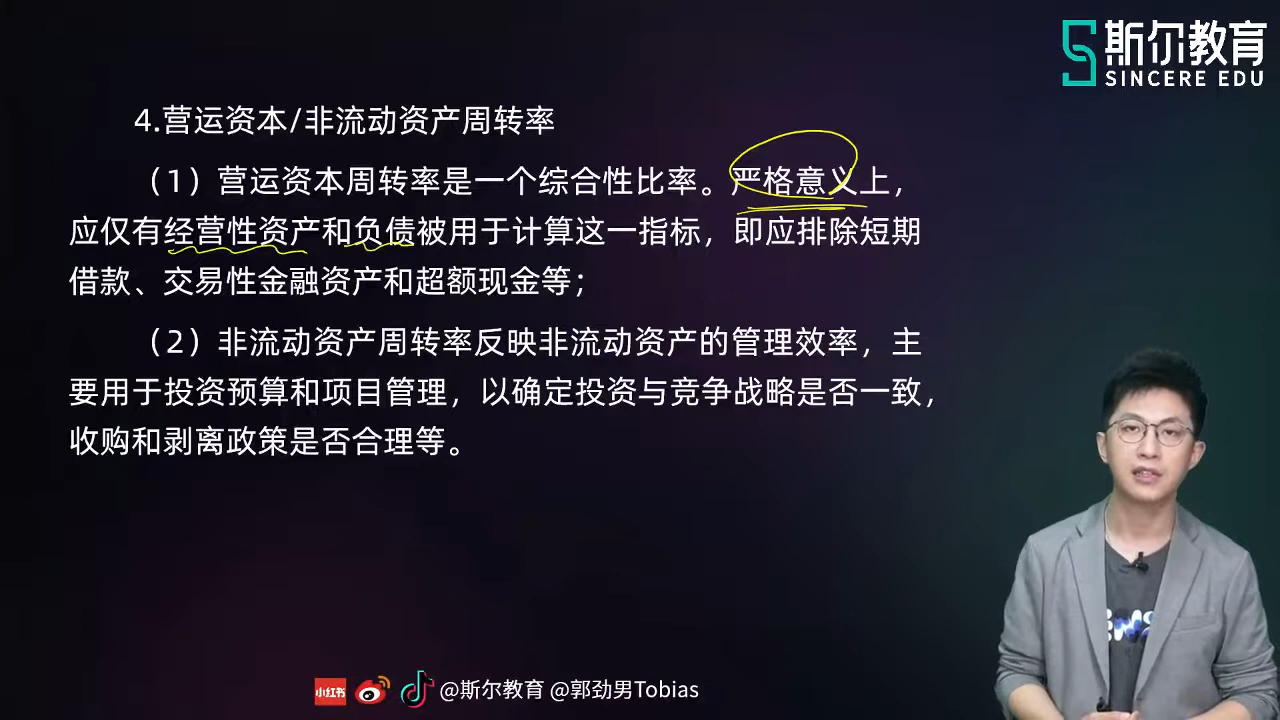 斯尔教育
SINCERE EDU
4.营运资本/非流动资产周转率
（1）营运资本周转率是一个综合性比率。严格意义上，
应仅有经营性资产和负债被用于计算这一指标，即应排除短期
借款、交易性金融资产和超额现金等；
（2）非流动资产周转率反映非流动资产的管理效率，主
要用于投资预算和项目管理，以确定投资与竞争战略是否一致，
收购和剥离政策是否合理等。
小红书 @斯尔教育 @郭劲男Tobias